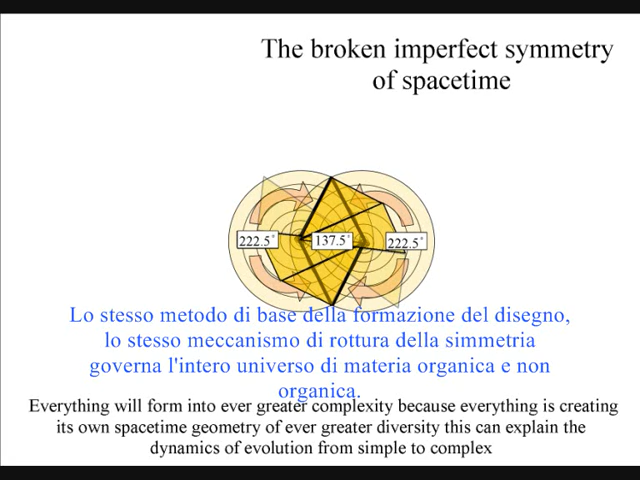 The broken imperfect symmetry
of spacetime
222.5°
137.5°
222.5°
Lo stesso metodo di base della formazione del disegno,
lo stesso meccanismo di rottura della simmetria
governa l'intero universo di materia organica e non
organica.
Everything will form into ever greater complexity because everything is creating
its own spacetime geometry of ever greater diversity this can explain the
dynamics of evolution from simple to complex